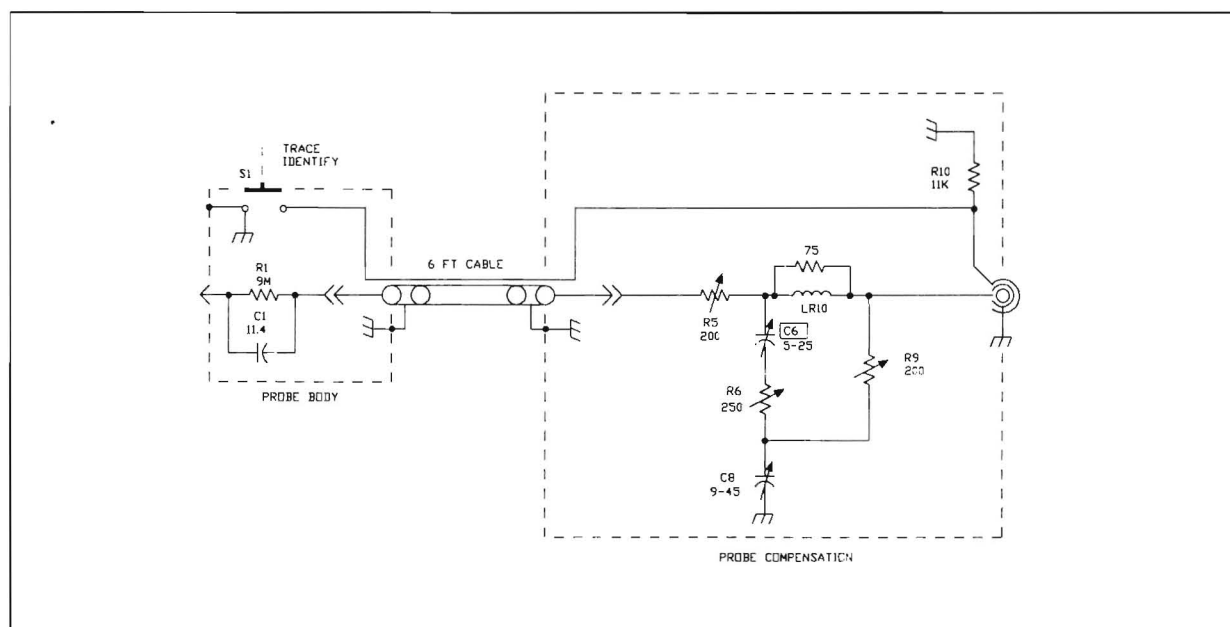 TRACE
IDENTIFY
S1
R1
9M
C1
11.4
PROBE BODY
6 FT CABLE
R10
11K
75
LR10
R5
200
C6
5-25
R6
250
R9
200
C8
9-45
PROBE COMPENSATION